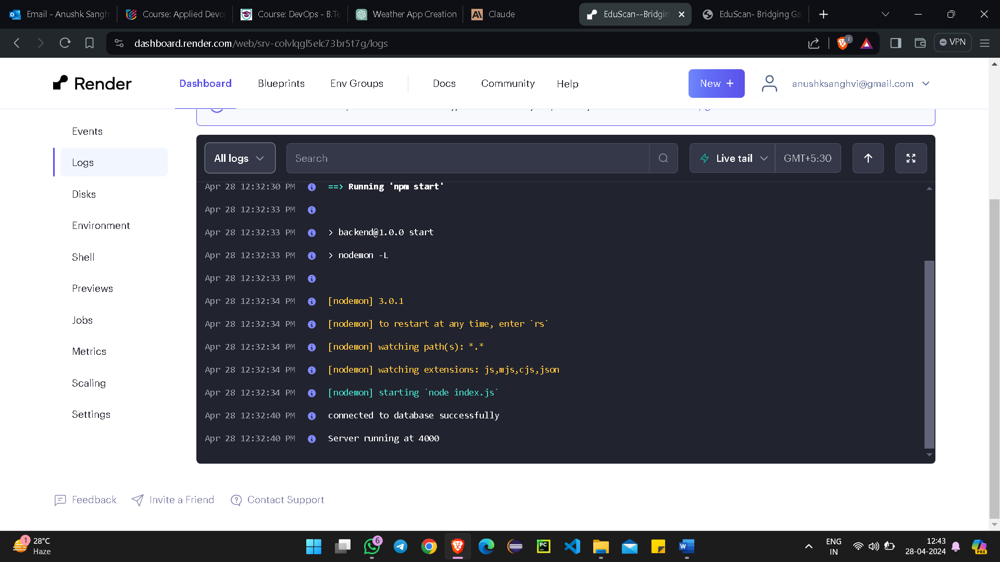 Email - Anushk Sangh
Course: Applied Devo
Course: DevOps - B.Te
Weather App Creation
Claude
EduScan--Bridgin
EduScan- Bridging Ga
dashboard.render.com/web/srv-colvlqgl5elc73br5t7g/logs
2
VPN
Render
Dashboard
Blueprints
Env Groups
Docs
Community
Help
New +
anushksanghvi@gmail.com
Events
Logs
Disks
Environment
Shell
Previews
Jobs
Metrics
Scaling
Settings
All logs
Search
Live tail
GMT+5:30
Apr 28 12:32:30 PM ==> Running 'npm start'
Apr 28 12:32:33 PM
Apr 28 12:32:33 PM > backend@1.0.0 start
Apr 28 12:32:33 PM > nodemon -L
Apr 28 12:32:33 PM
Apr 28 12:32:34 PM [nodemon] 3.0.1
Apr 28 12:32:34 PM [nodemon] to restart at any time, enter `rs`
Apr 28 12:32:34 PM [nodemon] watching path(s): *.*
Apr 28 12:32:34 PM [nodemon] watching extensions: js,mjs,cjs,json
Apr 28 12:32:34 PM [nodemon] starting `node index.js`
Apr 28 12:32:40 PM connected to database successfully
Apr 28 12:32:40 PM Server running at 4000
Feedback
Invite a Friend
Contact Support
1
28°C
Haze
6
PC
W
ENG
IN
12:43
28-04-2024
PRE